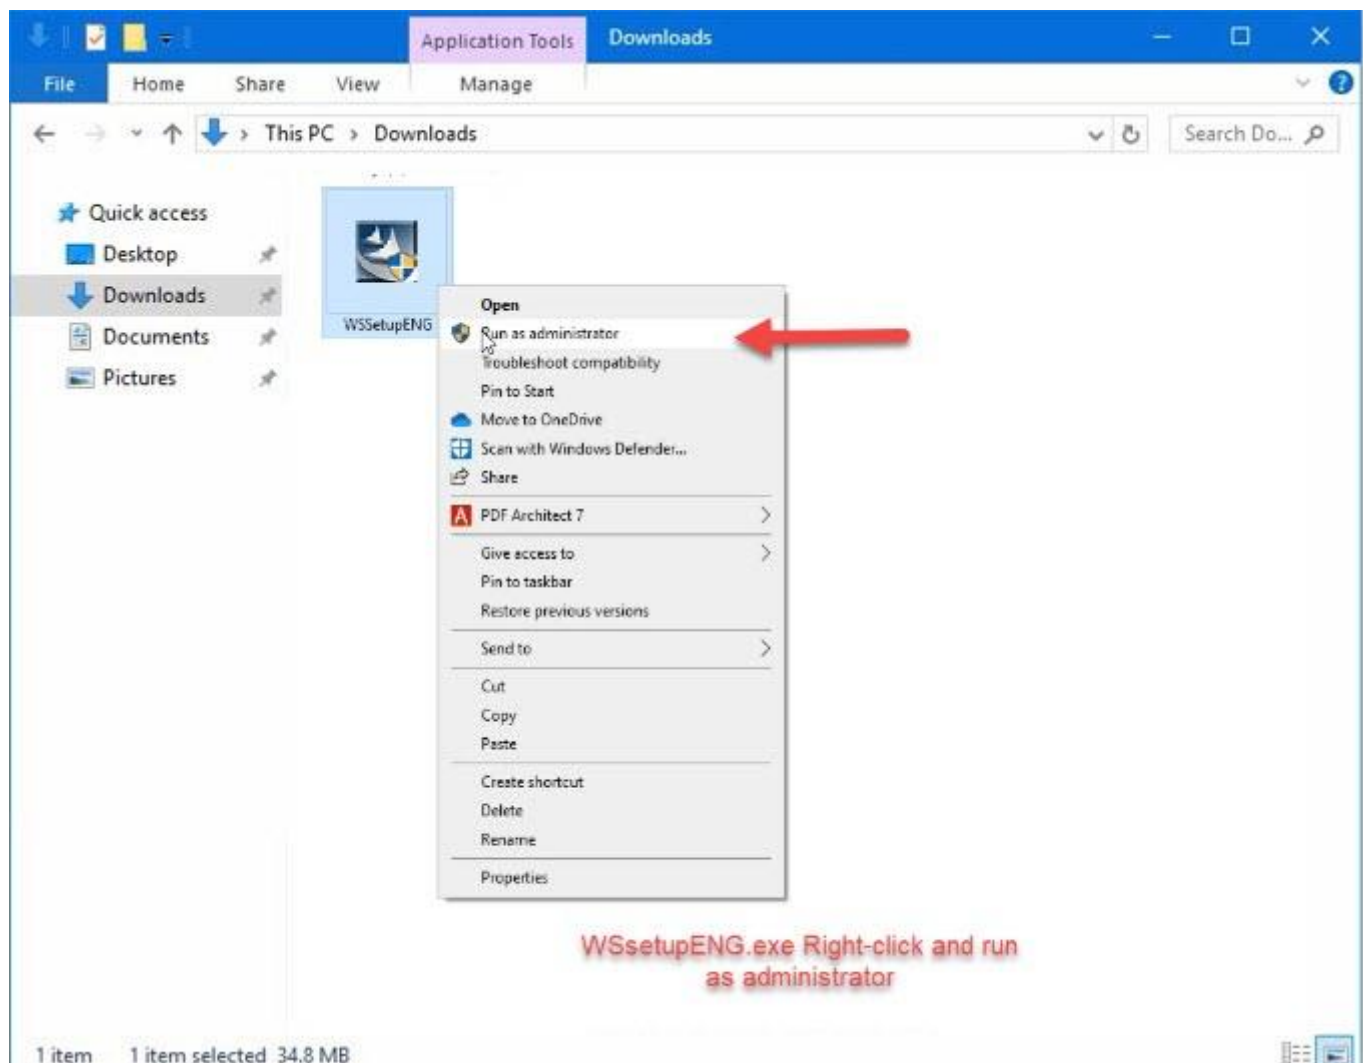 Application Tools
Downloads
File
Home
Share
View
Manage
This PC > Downloads
Search Do...
Quick access
Desktop
Downloads
Documents
Pictures
WSSetupENG
Open
Run as administrator
Troubleshoot compatibility
Pin to Start
Move to OneDrive
Scan with Windows Defender...
Share
PDF Architect 7
Give access to
Pin to taskbar
Restore previous versions
Send to
Cut
Copy
Paste
Create shortcut
Delete
Rename
Properties
WSsetupENG.exe Right-click and run
as administrator
1 item
1 item selected 34.8 MB